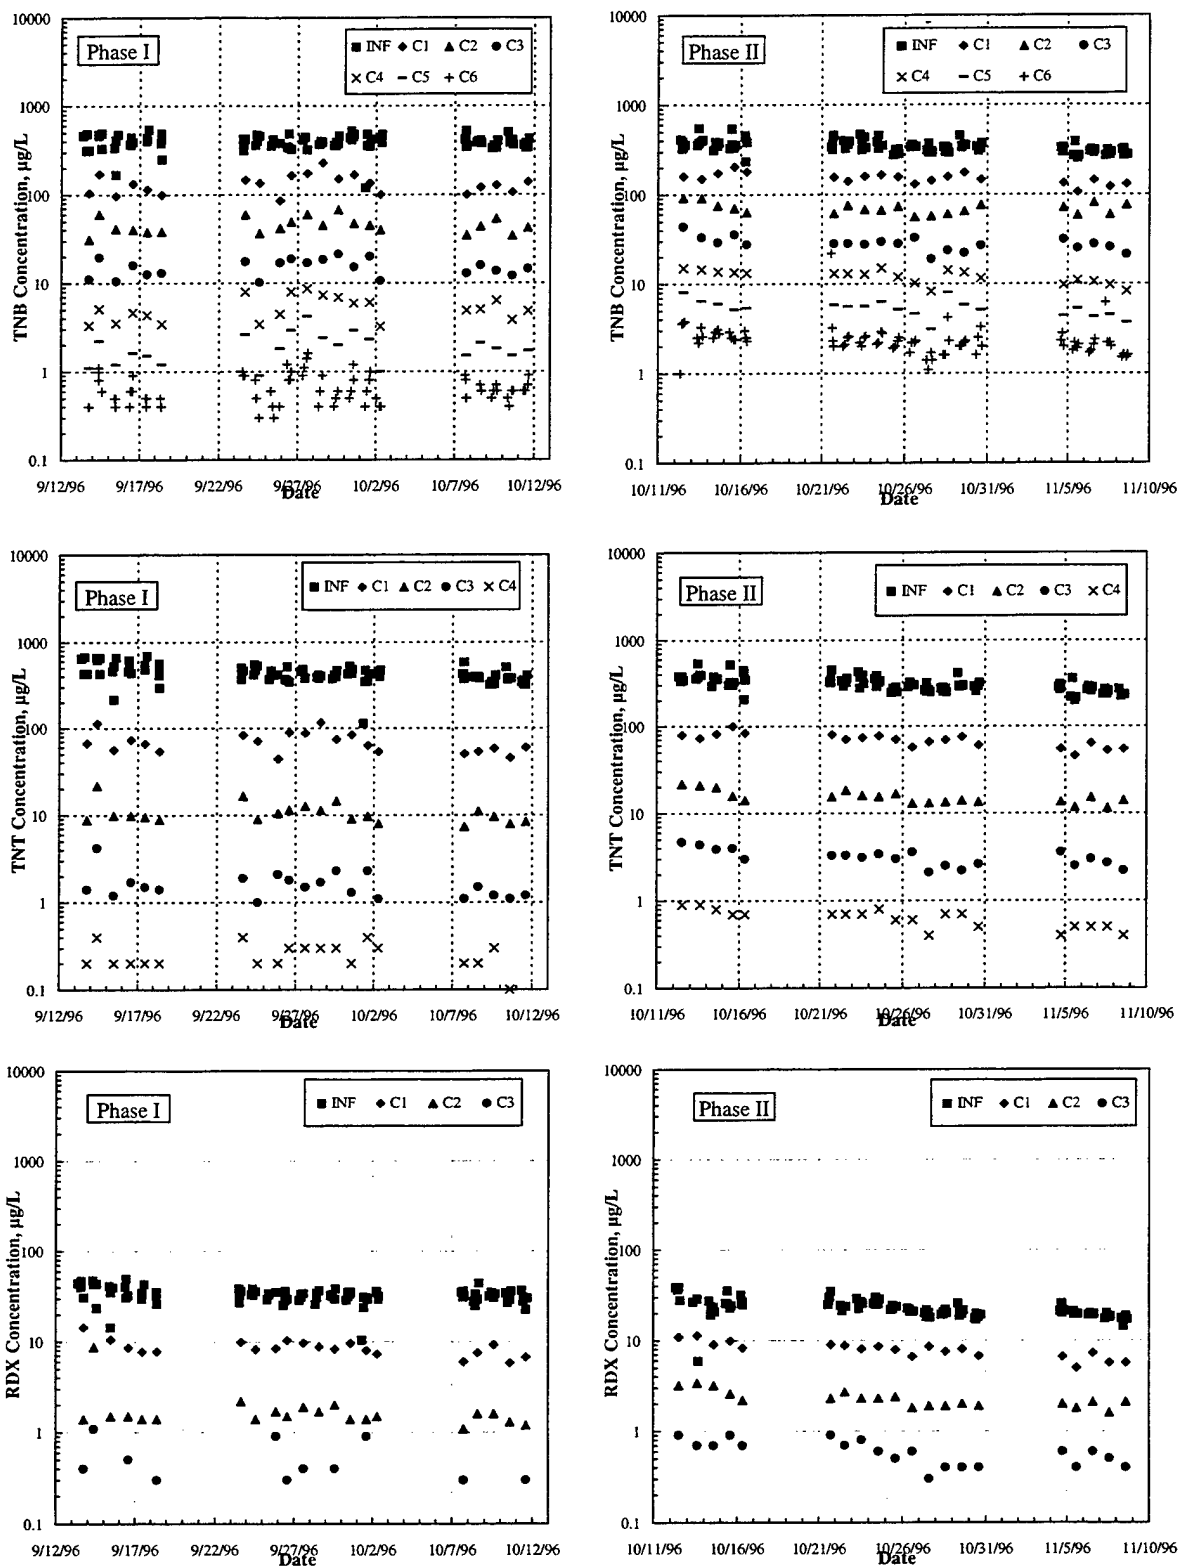 Phase I
■ INF ◆ C1 ▲ C2 ● C3
× C4 – C5 + C6
TNB Concentration, µg/L
10000
1000
100
10
1
0.1
9/12/96 9/17/96 9/22/96 9/27/96 10/2/96 10/7/96 10/12/96
Date
Phase II
■ INF ◆ C1 ▲ C2 ● C3
× C4 – C5 + C6
TNB Concentration, µg/L
10000
1000
100
10
1
0.1
10/11/96 10/16/96 10/21/96 10/26/96 10/31/96 11/5/96 11/10/96
Date
Phase I
■ INF ◆ C1 ▲ C2 ● C3 × C4
TNT Concentration, µg/L
10000
1000
100
10
1
0.1
9/12/96 9/17/96 9/22/96 9/27/96 10/2/96 10/7/96 10/12/96
Date
Phase II
■ INF ◆ C1 ▲ C2 ● C3 × C4
TNT Concentration, µg/L
10000
1000
100
10
1
0.1
10/11/96 10/16/96 10/21/96 10/26/96 10/31/96 11/5/96 11/10/96
Date
Phase I
■ INF ◆ C1 ▲ C2 ● C3
RDX Concentration, µg/L
10000
1000
100
10
1
0.1
9/12/96 9/17/96 9/22/96 9/27/96 10/2/96 10/7/96 10/12/96
Date
Phase II
■ INF ◆ C1 ▲ C2 ● C3
RDX Concentration, µg/L
10000
1000
100
10
1
0.1
10/11/96 10/16/96 10/21/96 10/26/96 10/31/96 11/5/96 11/10/96
Date